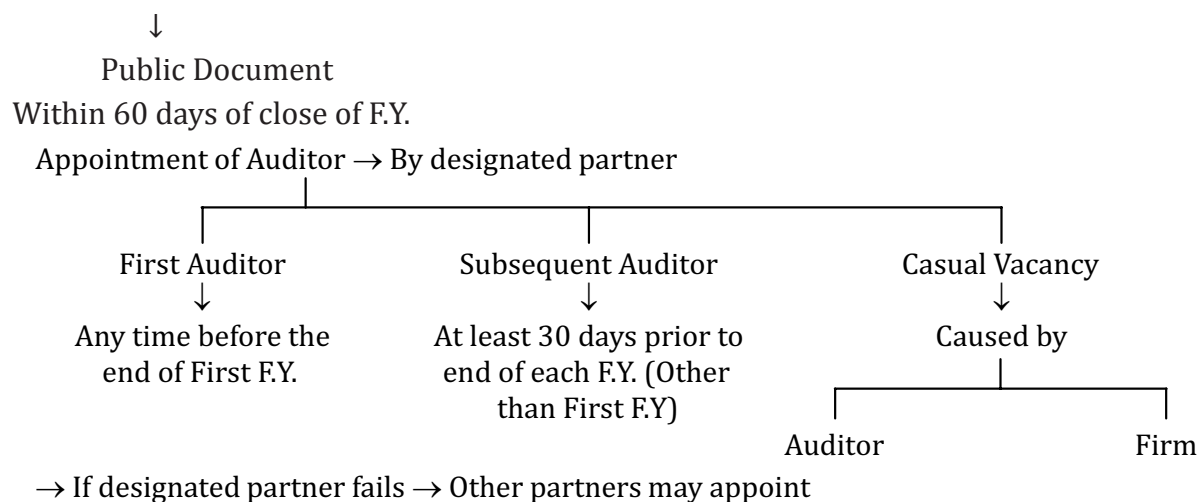 ↓
Public Document
Within 60 days of close of F.Y.
Appointment of Auditor → By designated partner
First Auditor
↓
Any time before the
end of First F.Y.
Subsequent Auditor
↓
At least 30 days prior to
end of each F.Y. (Other
than First F.Y)
Casual Vacancy
↓
Caused by
Auditor
Firm
→ If designated partner fails → Other partners may appoint